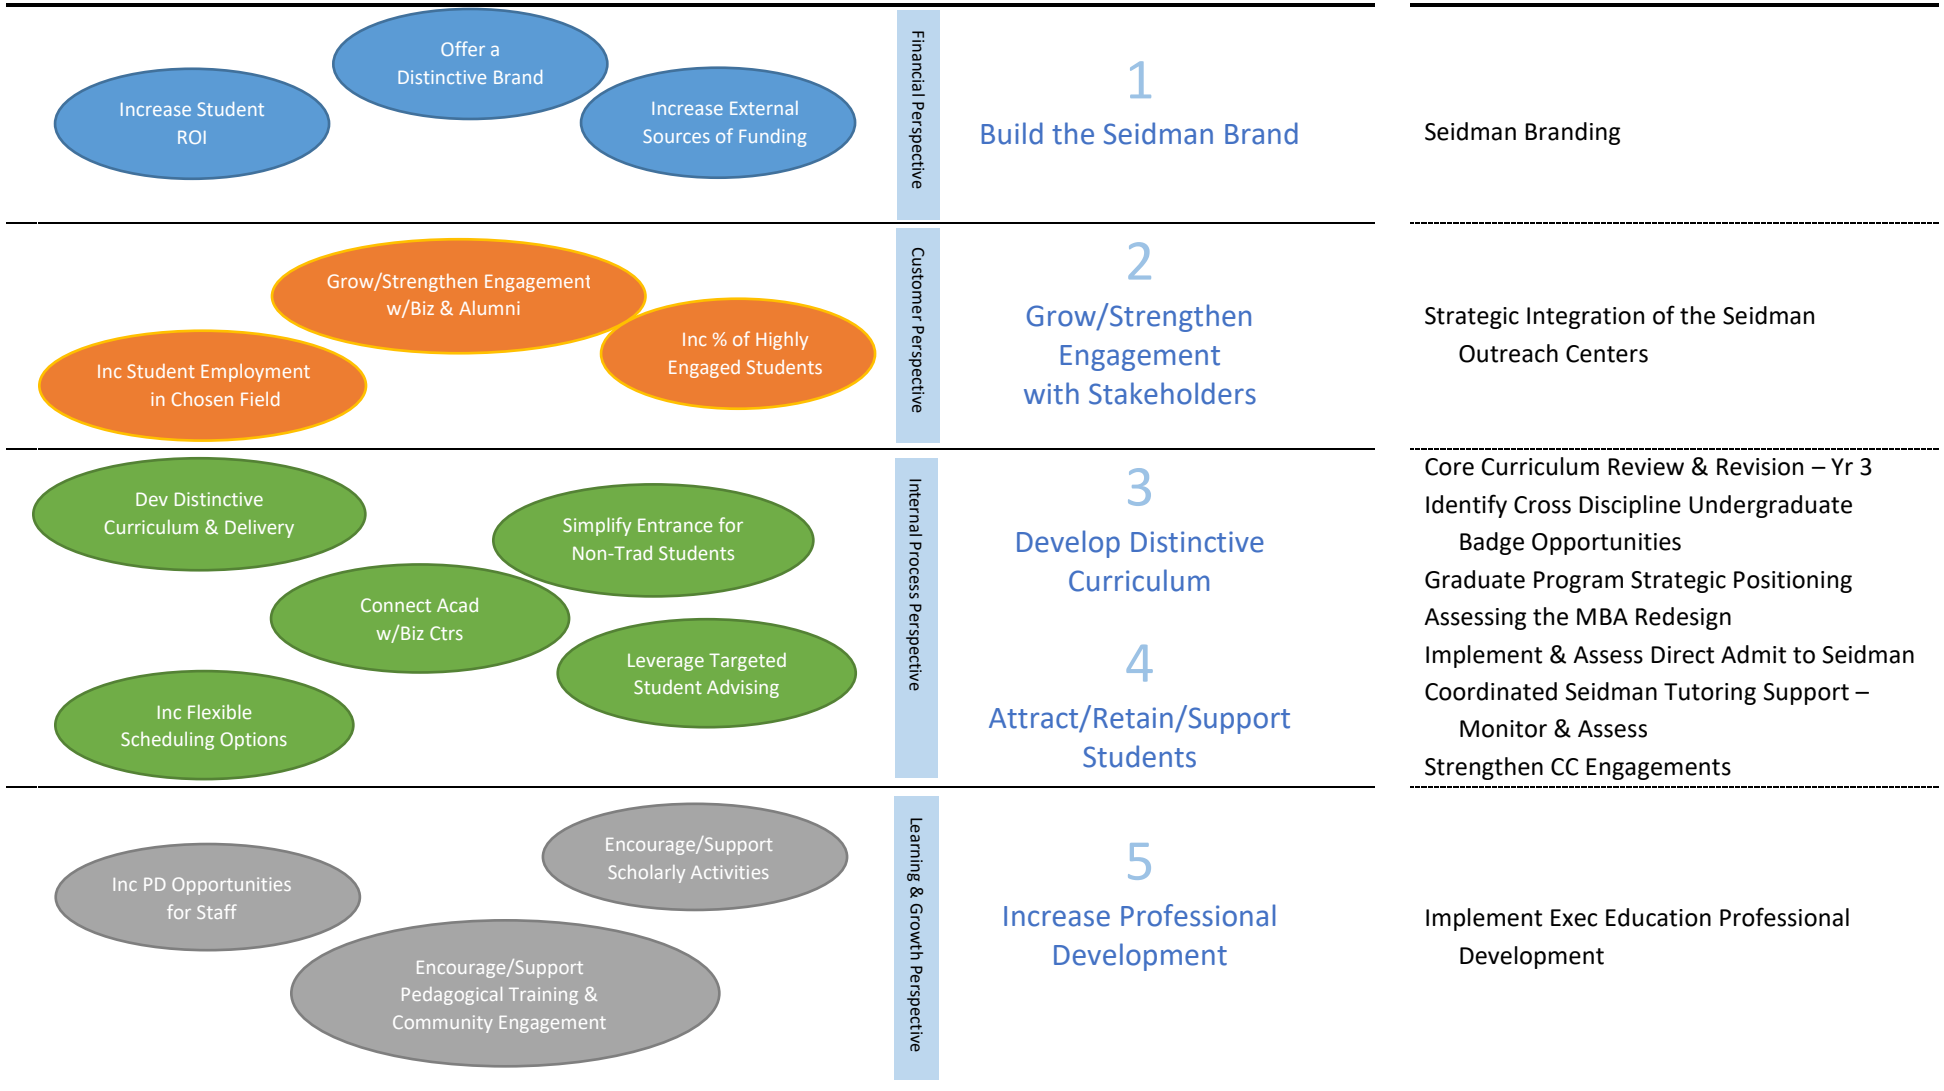 Offer a
Distinctive Brand
Increase Student
ROI
Increase External
Sources of Funding
Financial Perspective
1
Build the Seidman Brand
Seidman Branding
Grow/Strengthen Engagement
w/Biz & Alumni
Inc % of Highly
Engaged Students
Inc Student Employment
in Chosen Field
Customer Perspective
2
Grow/Strengthen
Engagement
with Stakeholders
Strategic Integration of the Seidman
Outreach Centers
Dev Distinctive
Curriculum & Delivery
Simplify Entrance for
Non-Trad Students
Connect Acad
w/Biz Ctrs
Leverage Targeted
Student Advising
Inc Flexible
Scheduling Options
Internal Process Perspective
3
Develop Distinctive
Curriculum
4
Attract/Retain/Support
Students
Core Curriculum Review & Revision – Yr 3
Identify Cross Discipline Undergraduate
Badge Opportunities
Graduate Program Strategic Positioning
Assessing the MBA Redesign
Implement & Assess Direct Admit to Seidman
Coordinated Seidman Tutoring Support –
Monitor & Assess
Strengthen CC Engagements
Encourage/Support
Scholarly Activities
Inc PD Opportunities
for Staff
Encourage/Support
Pedagogical Training &
Community Engagement
Learning & Growth Perspective
5
Increase Professional
Development
Implement Exec Education Professional
Development